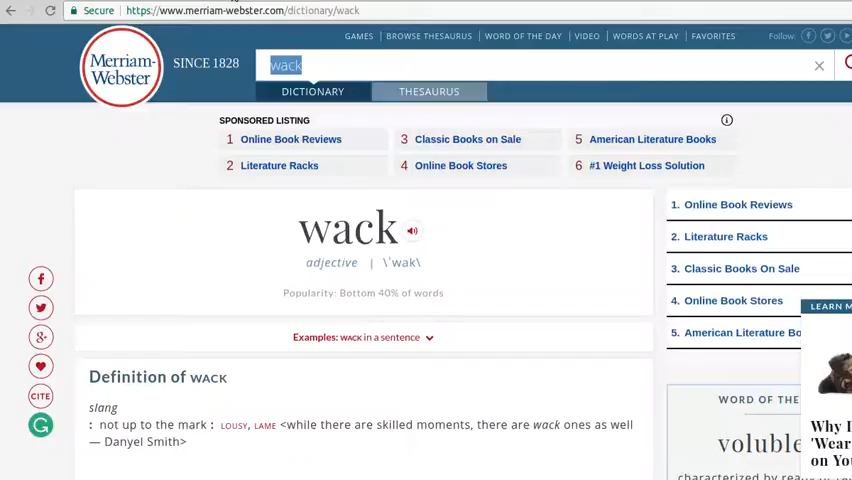 Secure https://www.merriam-webster.com/dictionary/wack
GAMES BROWSE THESAURUS WORD OF THE DAY VIDEO WORDS AT PLAY FAVORITES Follow:
Merriam-
Webster
SINCE 1828
wack
DICTIONARY THESAURUS
SPONSORED LISTING
1 Online Book Reviews 3 Classic Books on Sale 5 American Literature Books
2 Literature Racks 4 Online Book Stores 6 #1 Weight Loss Solution
wack
adjective | \ˈwak\
Popularity: Bottom 40% of words
Examples: WACK in a sentence
Definition of WACK
slang
: not up to the mark : LOUSY, LAME <while there are skilled moments, there are wack ones as well
— Danyel Smith>
CITE
1. Online Book Reviews
2. Literature Racks
3. Classic Books On Sale
4. Online Book Stores
5. American Literature Bo
LEARN M
WORD OF THE
voluble
characterized by
Why
'Wear
on Yo